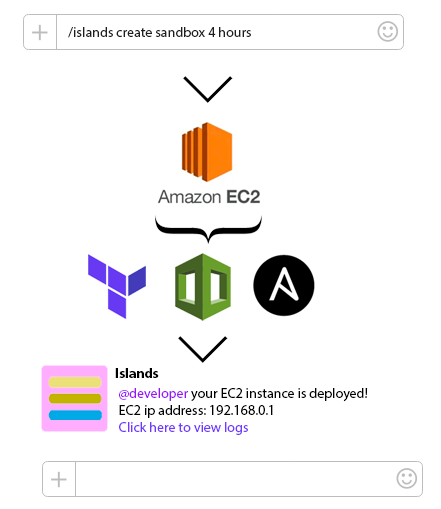 /islands create sandbox 4 hours
Amazon EC2
Islands
@developer your EC2 instance is deployed!
EC2 ip address: 192.168.0.1
Click here to view logs